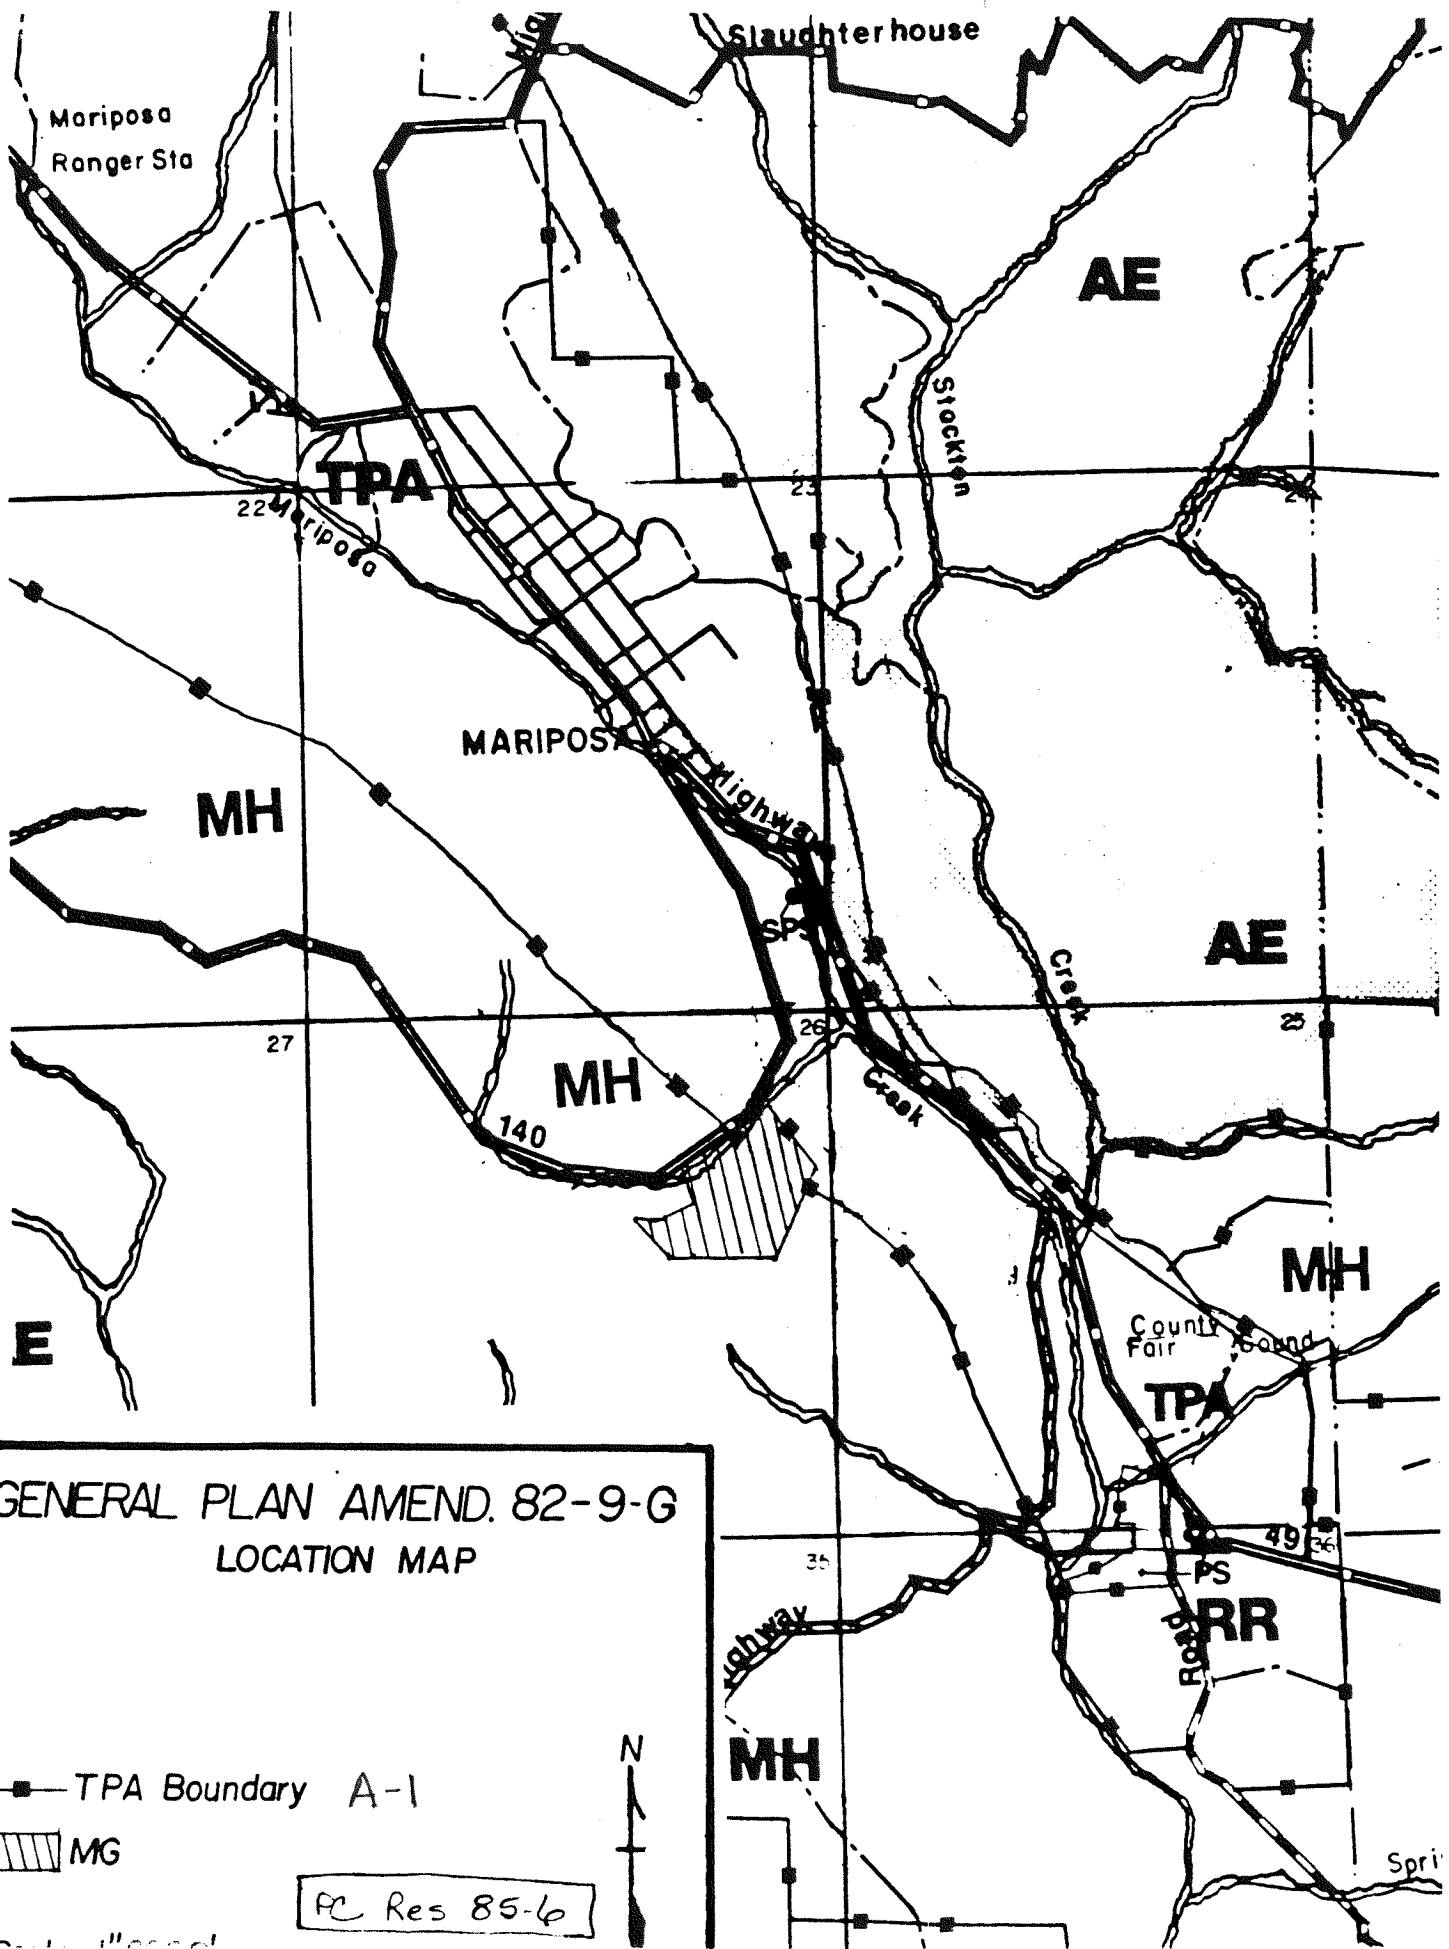 Slaughterhouse
Mariposa
Ranger Sta
AE
Stockton
TPA
22
23
Mariposa
MARIPOSA
Highway
MH
SPS
AE
Creek
27
26
25
MH
Creek
140
MH
County
Fair
E
TPA
GENERAL PLAN AMEND. 82-9-G
LOCATION MAP
49
36
35
PS
RR
Road
MH
N
TPA Boundary A-1
MG
PC Res 85-6